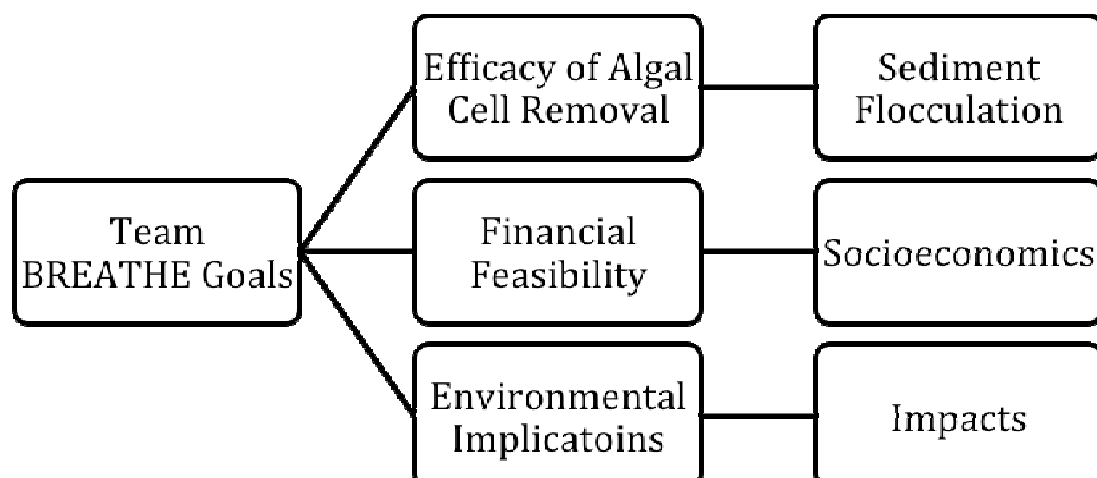 Efficacy of Algal
Cell Removal
Sediment
Flocculation
Team
BREATHE Goals
Financial
Feasibility
Socioeconomics
Environmental
Implicatoins
Impacts